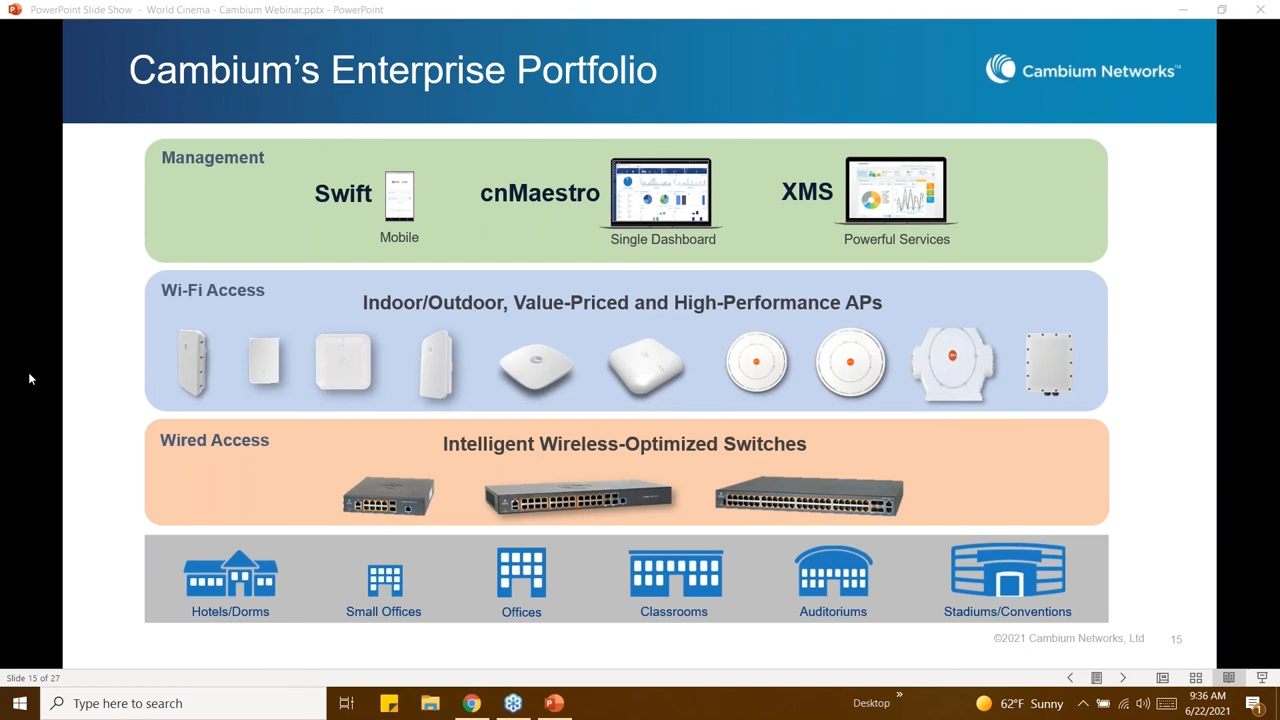 PowerPoint Slide Show - World Cinema - Cambium Webinar.pptx - PowerPoint
Cambium's Enterprise Portfolio
Cambium Networks™
Management
Swift
cnMaestro
XMS
Mobile
Single Dashboard
Powerful Services
Wi-Fi Access
Indoor/Outdoor, Value-Priced and High-Performance APs
Wired Access
Intelligent Wireless-Optimized Switches
Hotels/Dorms
Small Offices
Offices
Classrooms
Auditoriums
Stadiums/Conventions
©2021 Cambium Networks, Ltd
15
Slide 15 of 27
Type here to search
Desktop
62°F Sunny
9:36 AM
6/22/2021
1